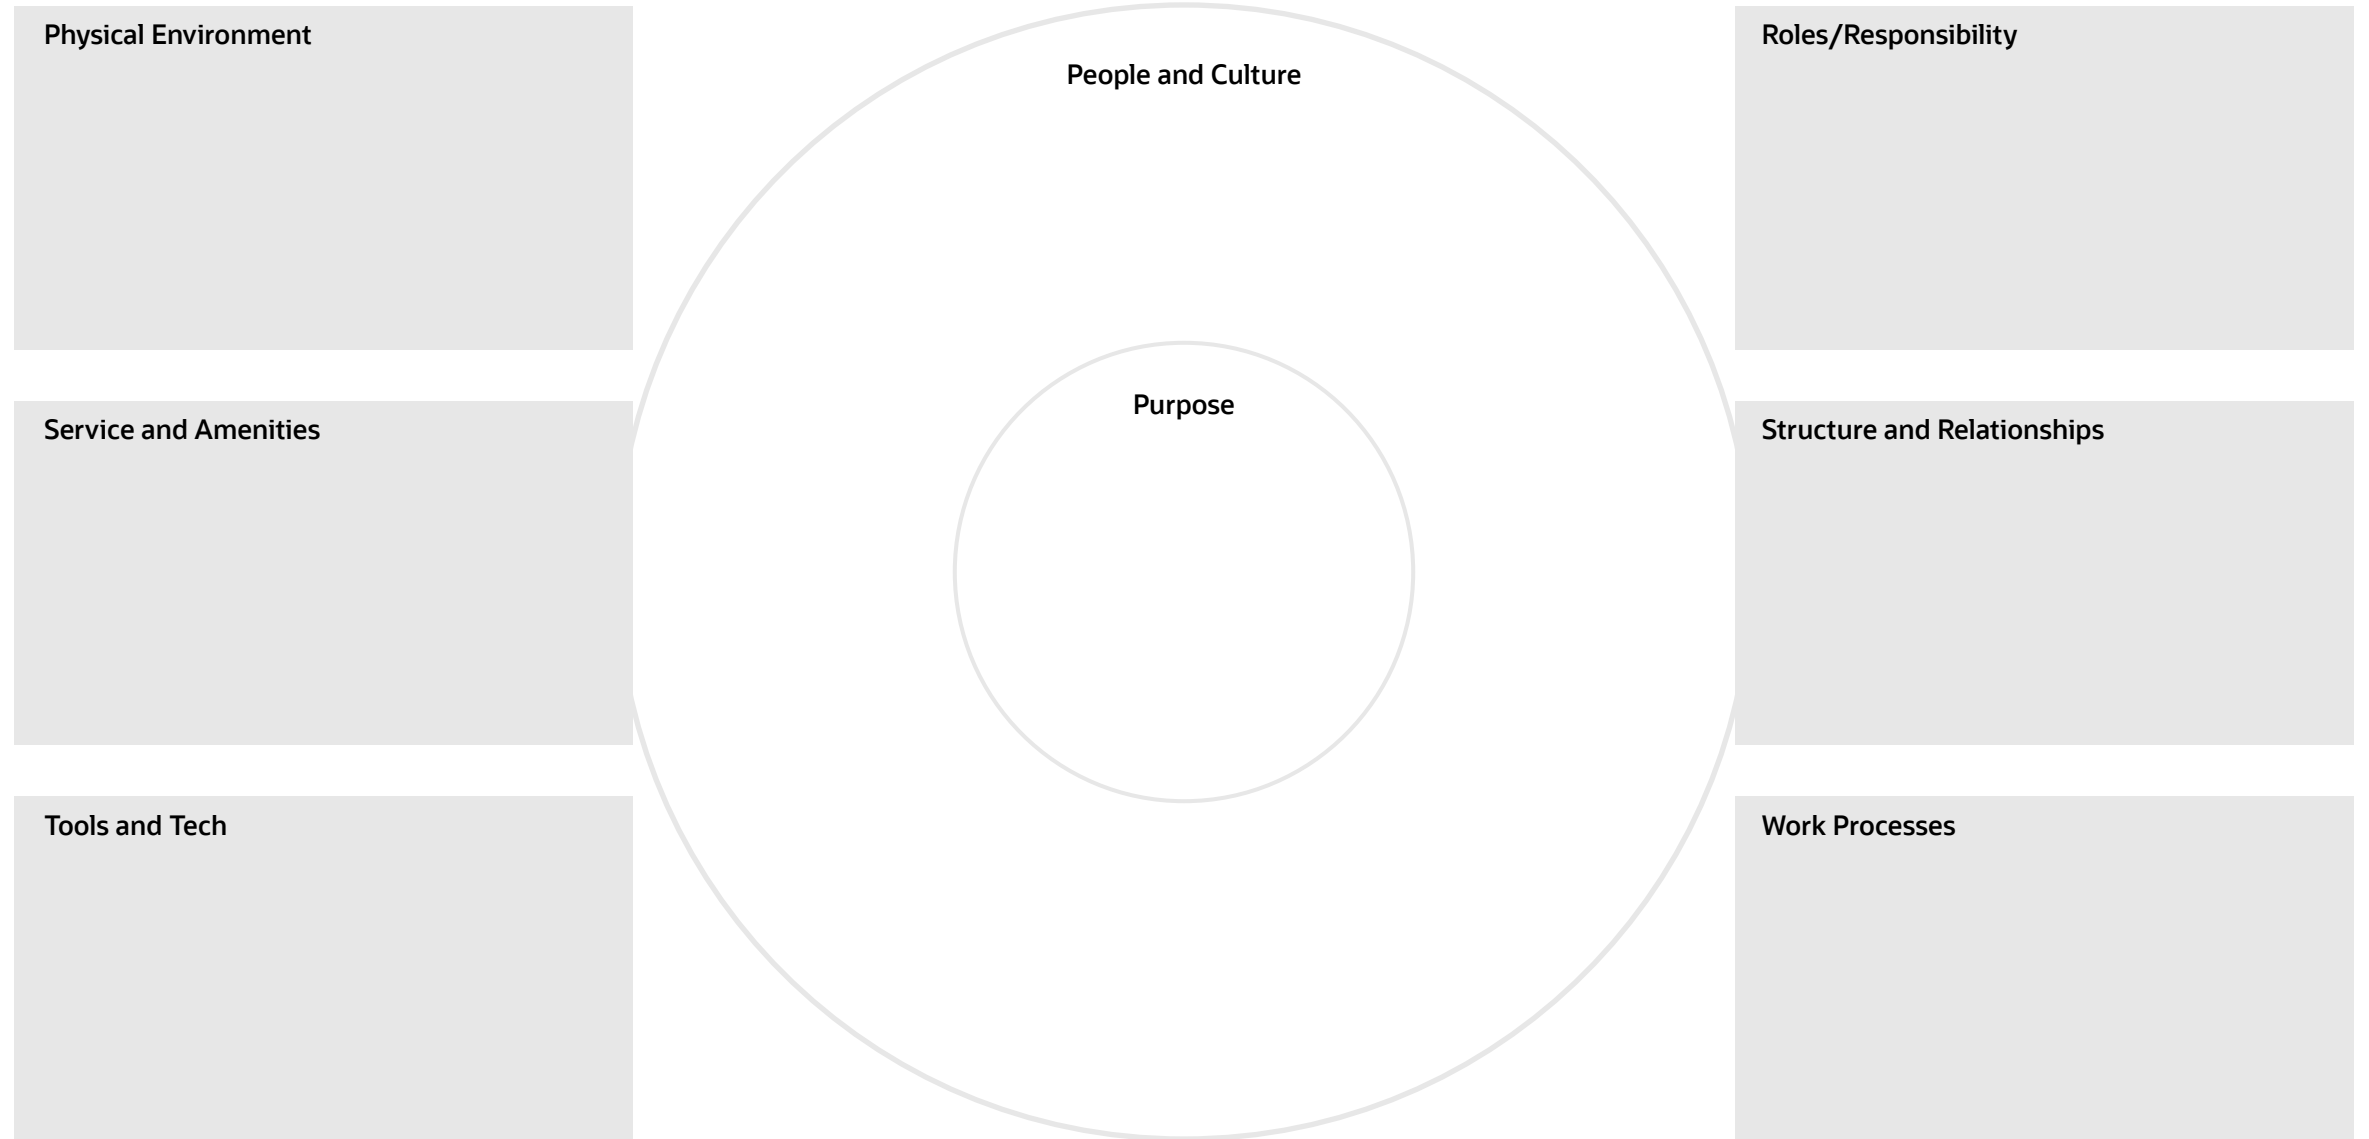 Physical Environment
People and Culture
Roles/Responsibility
Purpose
Service and Amenities
Structure and Relationships
Tools and Tech
Work Processes